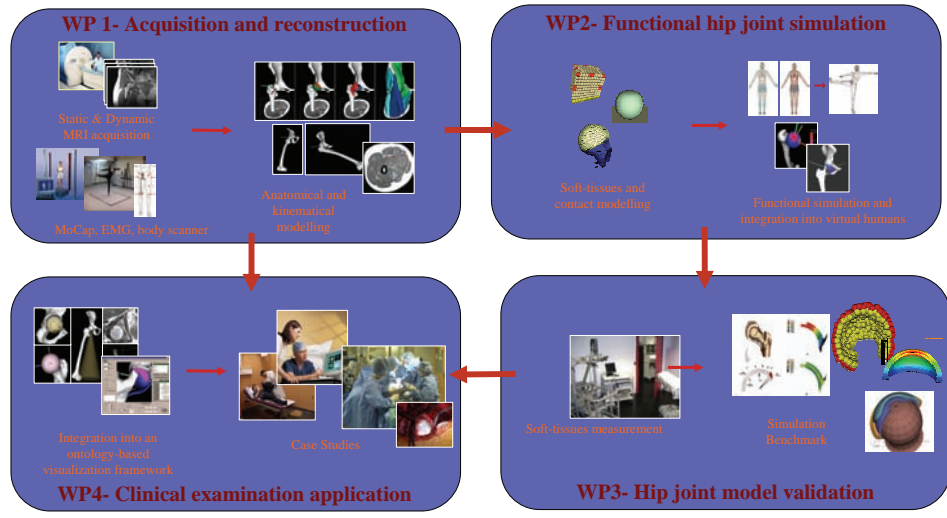 WP 1- Acquisition and reconstruction
Static & Dynamic
MRI acquisition
MoCap, EMG, body scanner
Anatomical and
kinematical
modelling
WP2- Functional hip joint simulation
Soft-tissues and
contact modelling
Functional simulation and
integration into virtual humans
Integration into an
ontology-based
visualization framework
Case Studies
WP4- Clinical examination application
Soft-tissues measurement
Simulation
Benchmark
WP3- Hip joint model validation